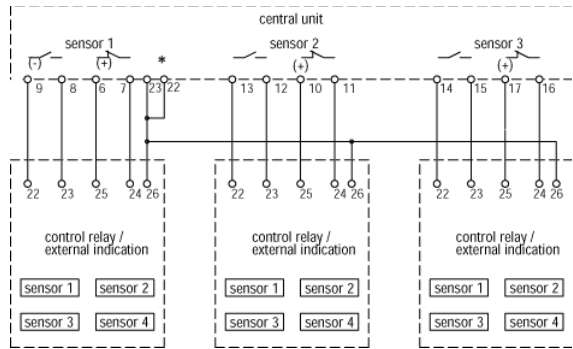 central unit
sensor 1 * sensor 2 sensor 3
(-) (+) (+) (+)
9 8 6 7 23 22 13 12 10 11 14 15 17 16
22 23 25 24 26 22 23 25 24 26 22 23 25 24 26
control relay / control relay / control relay /
external indication external indication external indication
sensor 1 sensor 2 sensor 1 sensor 2 sensor 1 sensor 2
sensor 3 sensor 4 sensor 3 sensor 4 sensor 3 sensor 4